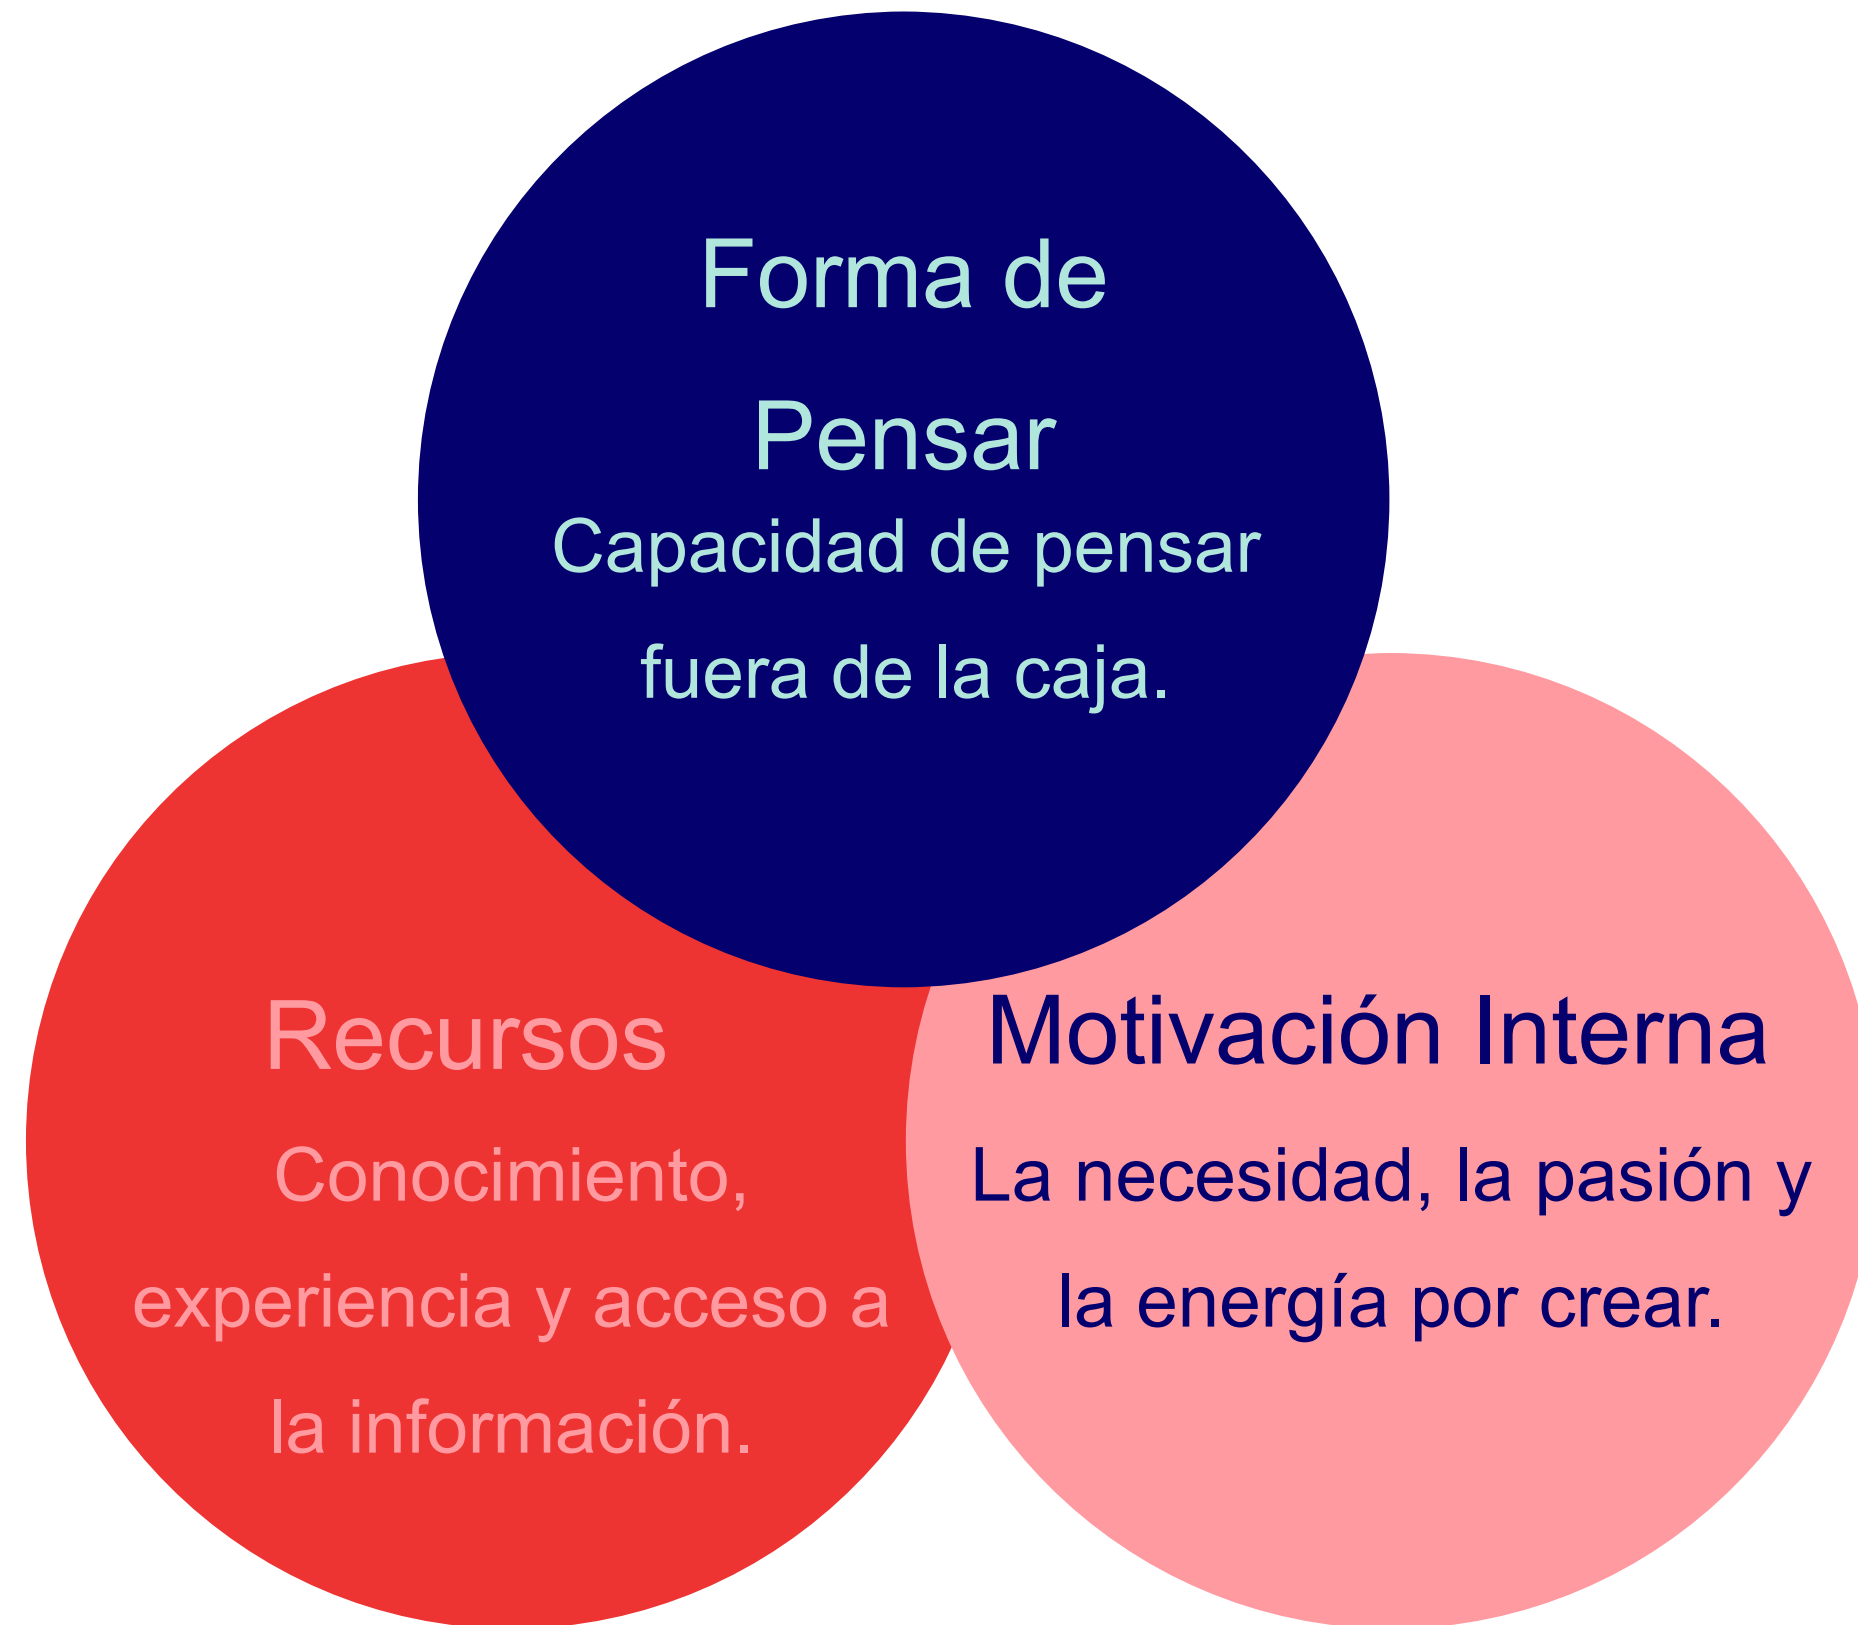 Forma de
Pensar
Capacidad de pensar
fuera de la caja.
Recursos
Conocimiento,
experiencia y acceso a
la información.
Motivación Interna
La necesidad, la pasión y
la energía por crear.